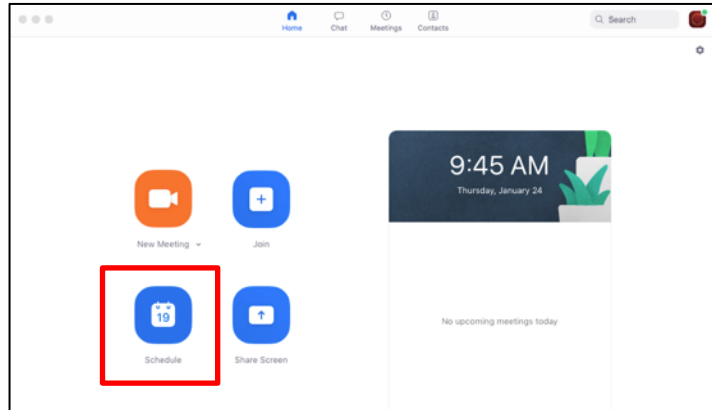 Home
Chat
Meetings
Contacts
Search
9:45 AM
Thursday, January 24
New Meeting
Join
19
Schedule
Share Screen
No upcoming meetings today